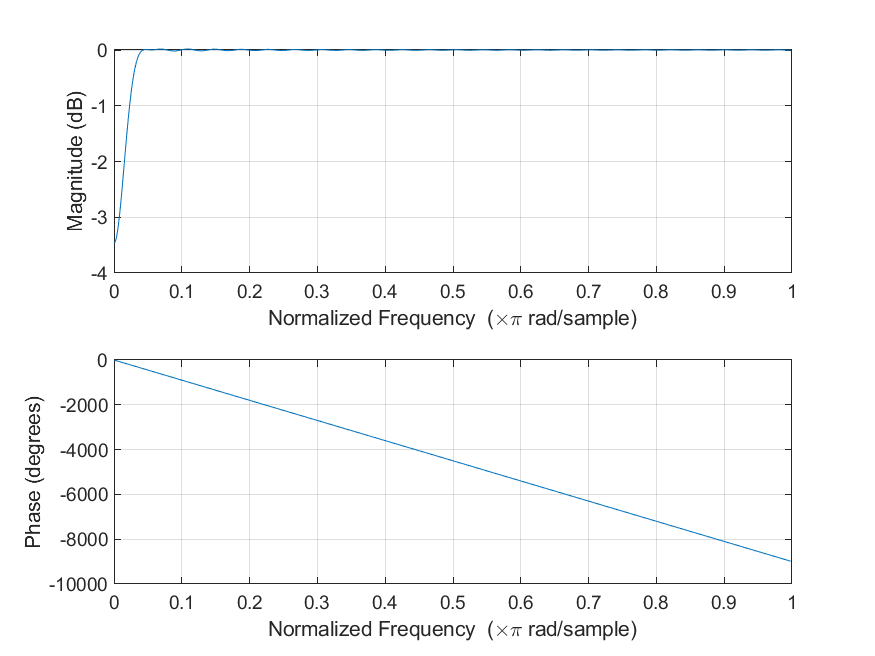 0
-1
-2
-3
-4
Magnitude (dB)
0 0.1 0.2 0.3 0.4 0.5 0.6 0.7 0.8 0.9 1
Normalized Frequency (×π rad/sample)
0
-2000
-4000
-6000
-8000
-10000
Phase (degrees)
0 0.1 0.2 0.3 0.4 0.5 0.6 0.7 0.8 0.9 1
Normalized Frequency (×π rad/sample)